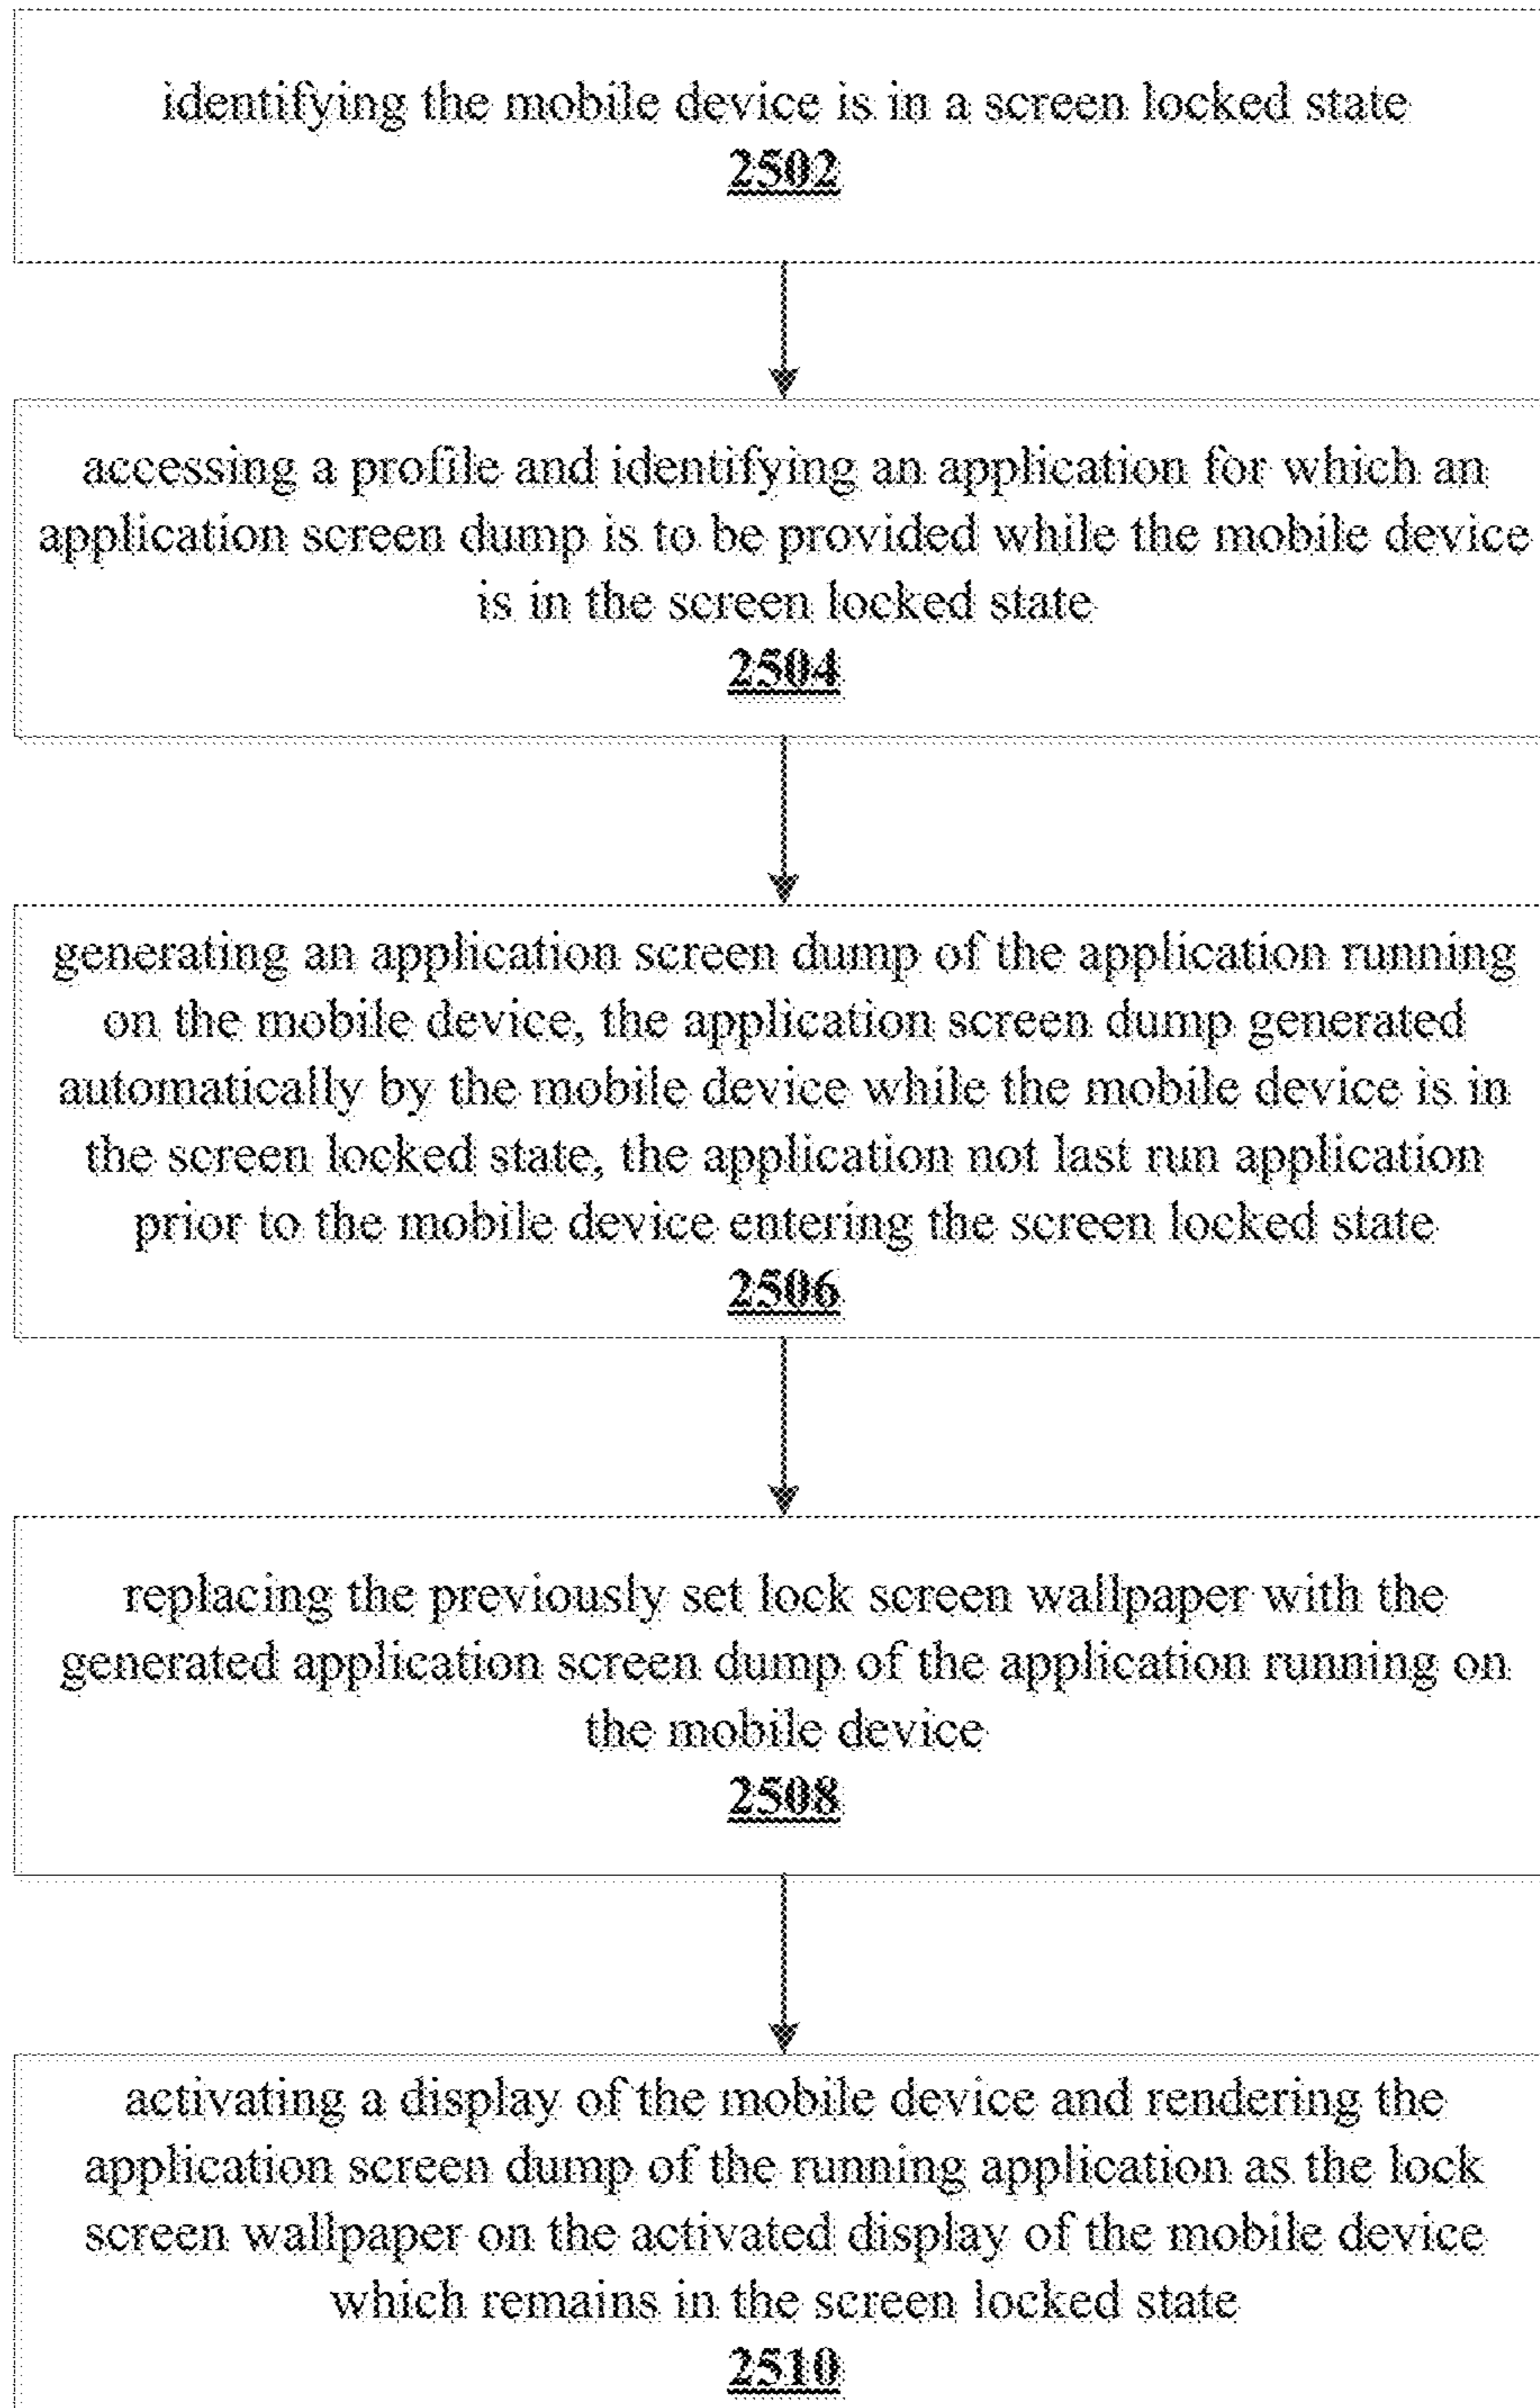 identifying the mobile device is in a screen locked state
2502
accessing a profile and identifying an application for which an
application screen dump is to be provided while the mobile device
is in the screen locked state
2504
generating an application screen dump of the application running
on the mobile device, the application screen dump generated
automatically by the mobile device while the mobile device is in
the screen locked state, the application not last run application
prior to the mobile device entering the screen locked state
2506
replacing the previously set lock screen wallpaper with the
generated application screen dump of the application running on
the mobile device
2508
activating a display of the mobile device and rendering the
application screen dump of the running application as the lock
screen wallpaper on the activated display of the mobile device
which remains in the screen locked state
2510